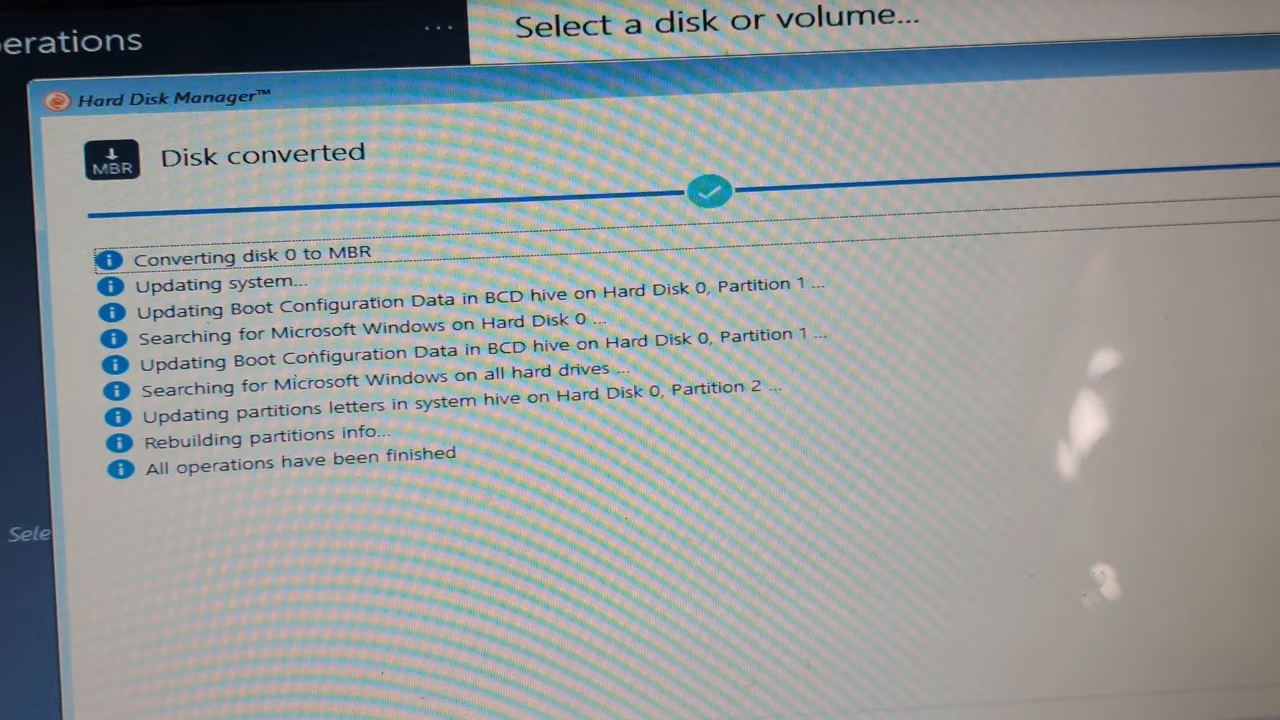 erations
...
Select a disk or volume...
Hard Disk Manager™
MBR
Disk converted
Converting disk 0 to MBR
Updating system...
Updating Boot Configuration Data in BCD hive on Hard Disk 0, Partition 1 ...
Searching for Microsoft Windows on Hard Disk 0 ...
Updating Boot Configuration Data in BCD hive on Hard Disk 0, Partition 1 ...
Searching for Microsoft Windows on all hard drives ...
Updating partitions letters in system hive on Hard Disk 0, Partition 2 ...
Rebuilding partitions info...
All operations have been finished
Sele